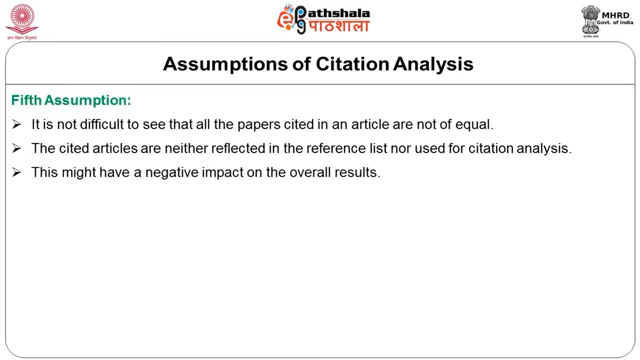 ePathshala
पाठशाला
MHRD
Govt. of India
Assumptions of Citation Analysis
Fifth Assumption:
➢ It is not difficult to see that all the papers cited in an article are not of equal.
➢ The cited articles are neither reflected in the reference list nor used for citation analysis.
➢ This might have a negative impact on the overall results.